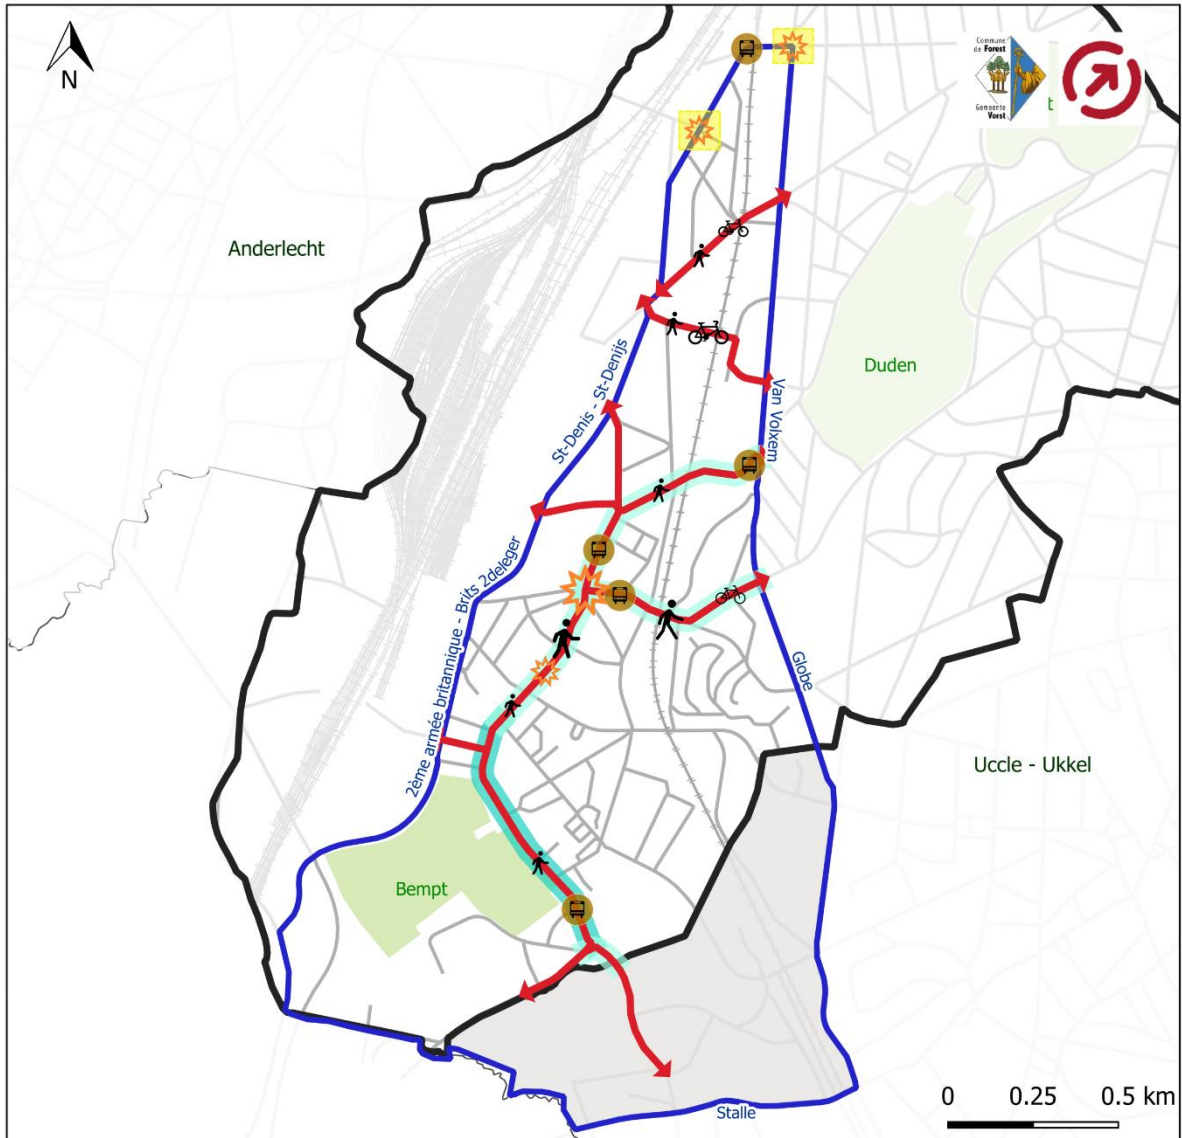 N
Commune
de Forest
Gemeente
Vorst
t
Anderlecht
Duden
St-Denis - St-Denijs
Van Volxem
2ème armée britannique - Brits 2deleger
Globe
Uccle - Ukkel
Bempt
Stalle
0 0.25 0.5 km